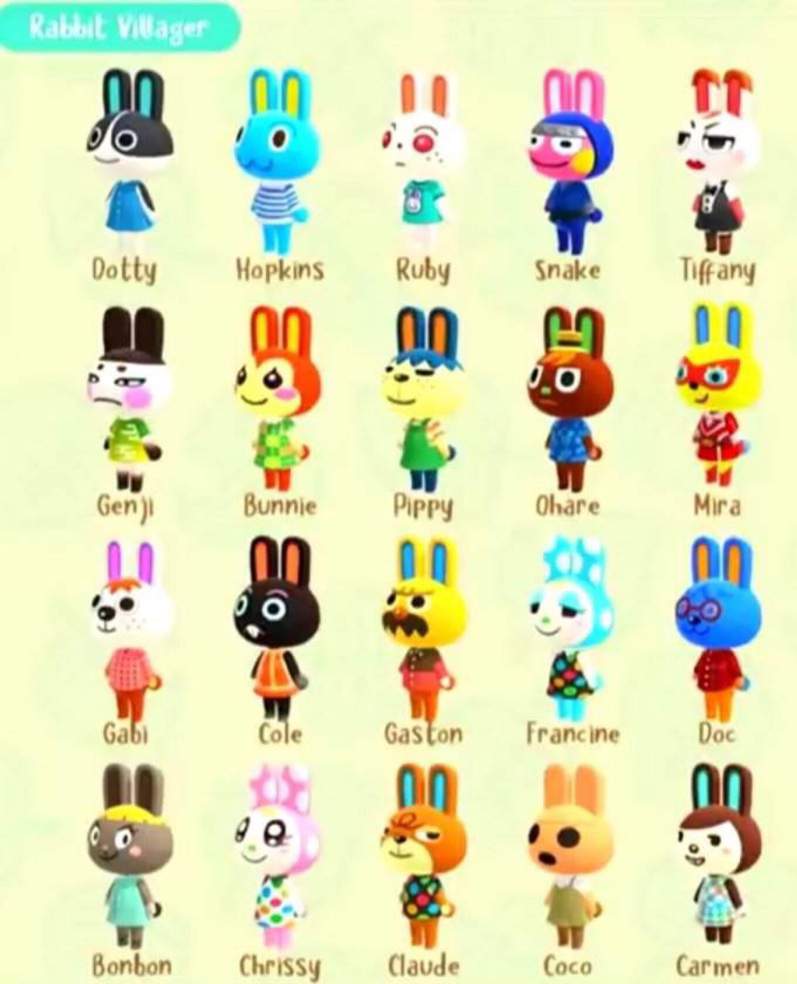 Rabbit Villager
Dotty Hopkins Ruby Snake Tiffany
Genji Bunnie Pippy Ohare Mira
Gabi Cole Gaston Francine Doc
Bonbon Chrissy Claude Coco Carmen